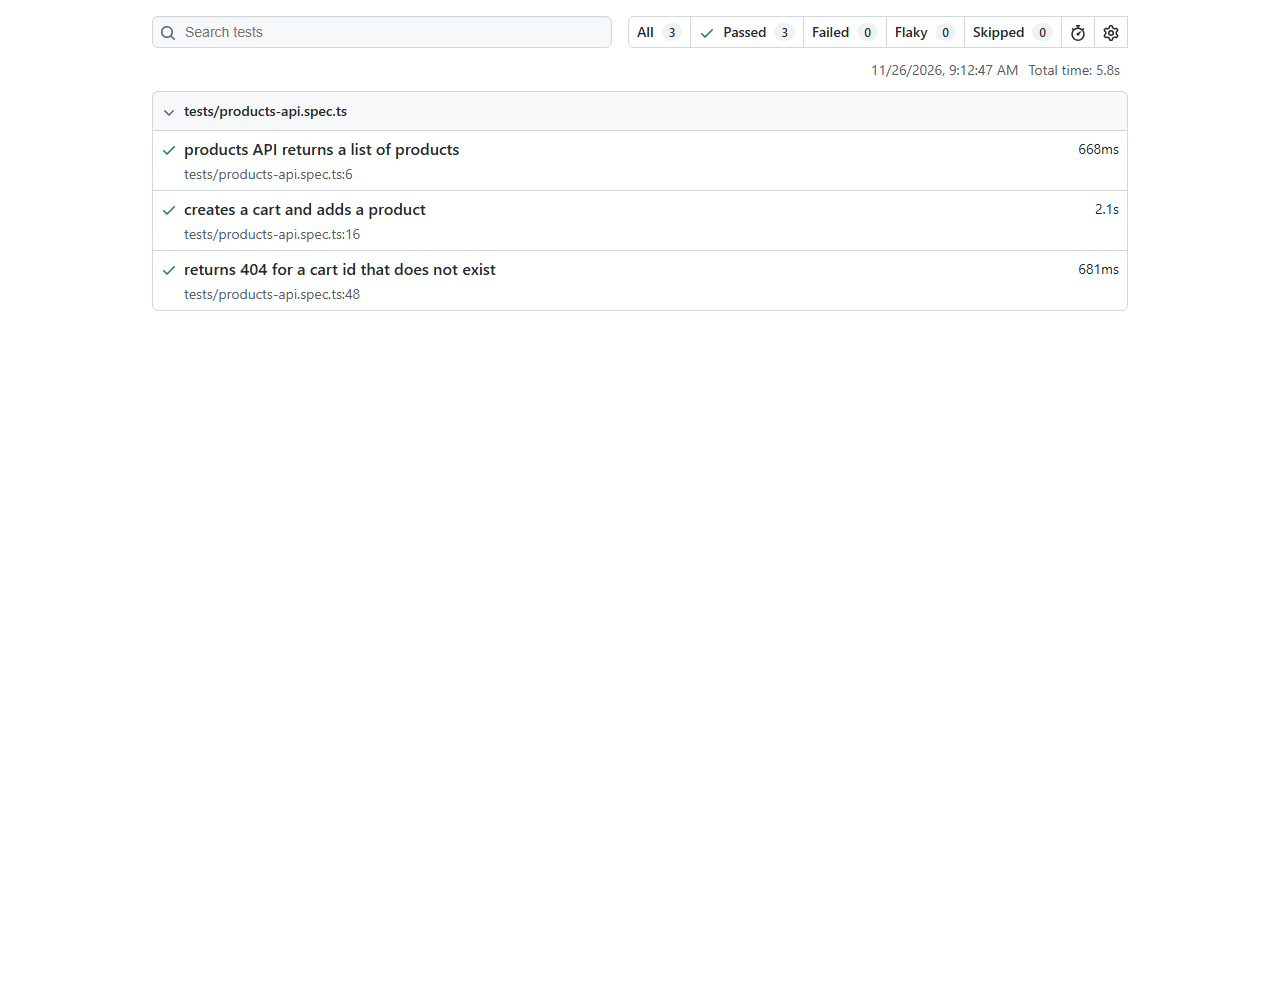 Search tests
All 3 Passed 3 Failed 0 Flaky 0 Skipped 0
11/26/2026, 9:12:47 AM Total time: 5.8s
tests/products-api.spec.ts
products API returns a list of products 668ms
tests/products-api.spec.ts:6
creates a cart and adds a product 2.1s
tests/products-api.spec.ts:16
returns 404 for a cart id that does not exist 681ms
tests/products-api.spec.ts:48